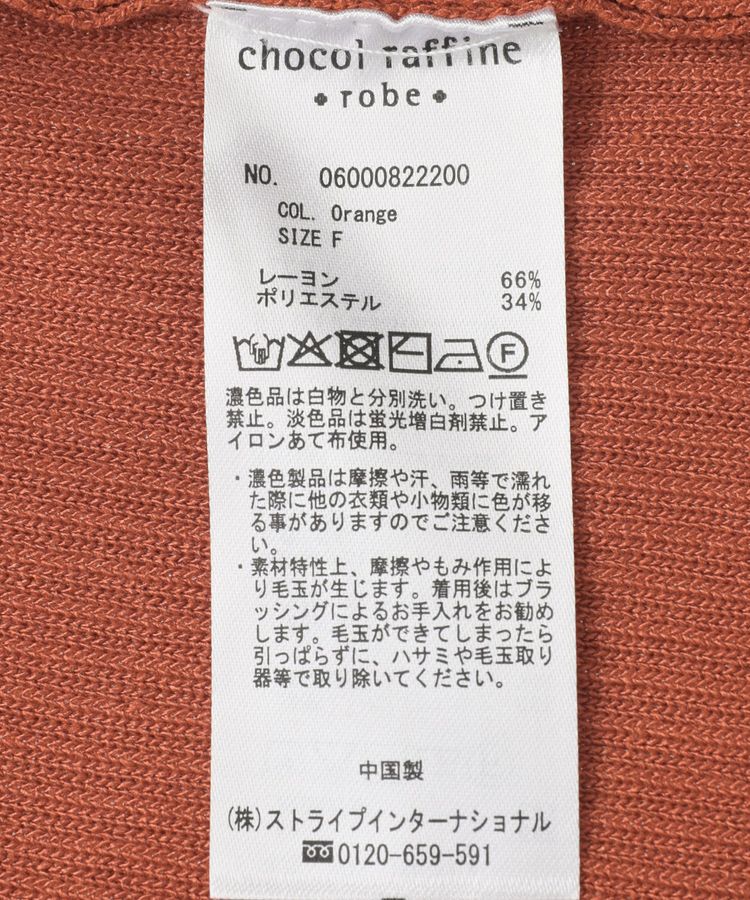 chocol raffine
robe
NO. 06000822200
COL. Orange
SIZE F
レーヨン 66%
ポリエステル 34%
F
濃色品は白物と分別洗い。つけ置き
禁止。淡色品は蛍光増白剤禁止。ア
イロンあて布使用。
・濃色製品は摩擦や汗、雨等で濡れ
た際に他の衣類や小物類に色が移
る事がありますのでご注意くださ
い。
・素材特性上、摩擦やもみ作用によ
り毛玉が生じます。着用後はブラ
ッシングによるお手入れをお勧め
します。毛玉ができてしまったら
引っぱらずに、ハサミや毛玉取り
器等で取り除いてください。
中国製
(株)ストライプインターナショナル
0120-659-591